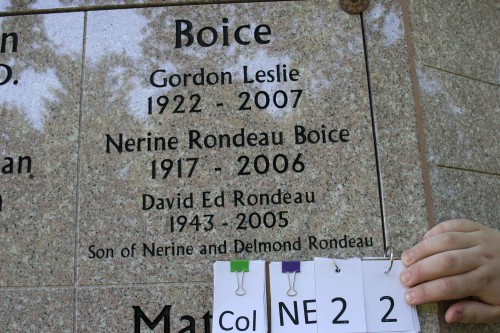 Boice
Gordon Leslie
1922 - 2007
Nerine Rondeau Boice
1917 - 2006
David Ed Rondeau
1943 - 2005
Son of Nerine and Delmond Rondeau
Col NE 2 2